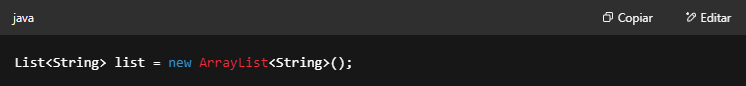 java Copiar Editar
List<String> list = new ArrayList<String>();